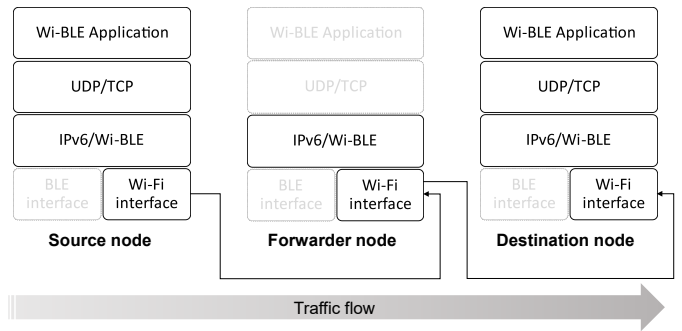 Wi-BLE Application
UDP/TCP
IPv6/Wi-BLE
BLE
interface
Wi-Fi
interface
Source node
Wi-BLE Application
UDP/TCP
IPv6/Wi-BLE
BLE
interface
Wi-Fi
interface
Forwarder node
Wi-BLE Application
UDP/TCP
IPv6/Wi-BLE
BLE
interface
Wi-Fi
interface
Destination node
Traffic flow